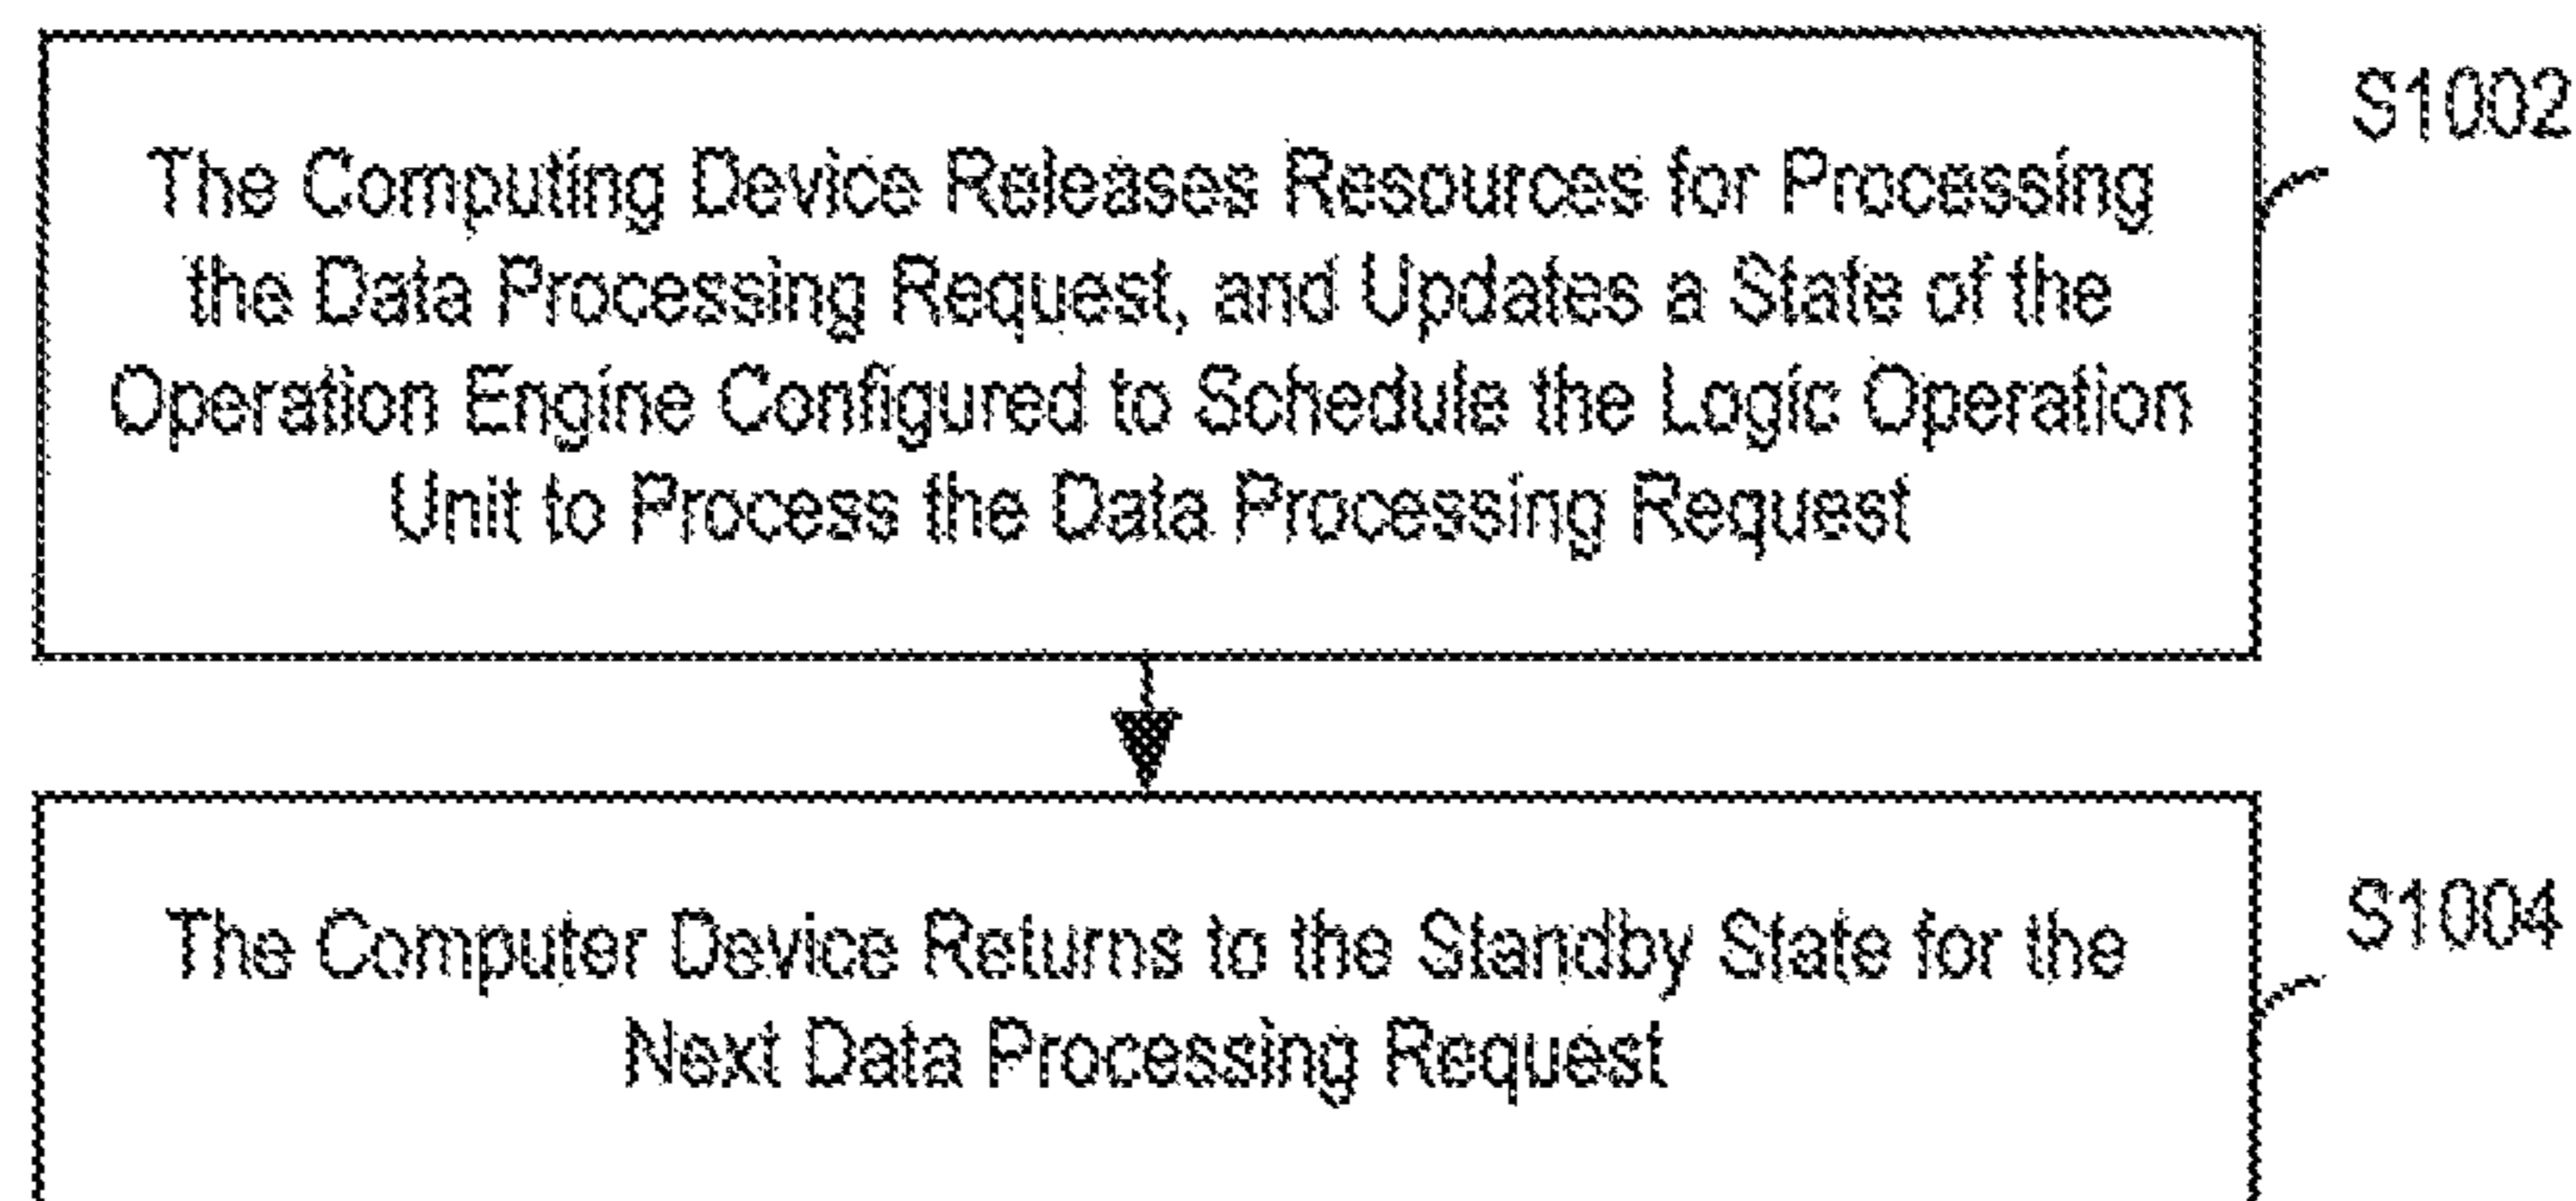 The Computing Device Releases Resources for Processing
the Data Processing Request, and Updates a State of the
Operation Engine Configured to Schedule the Logic Operation
Unit to Process the Data Processing Request
S1002
The Computer Device Returns to the Standby State for the
Next Data Processing Request
S1004